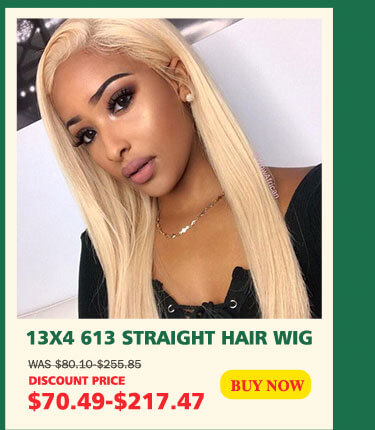 13X4 613 STRAIGHT HAIR WIG
WAS $80.10-$255.85
DISCOUNT PRICE
$70.49-$217.47
BUY NOW